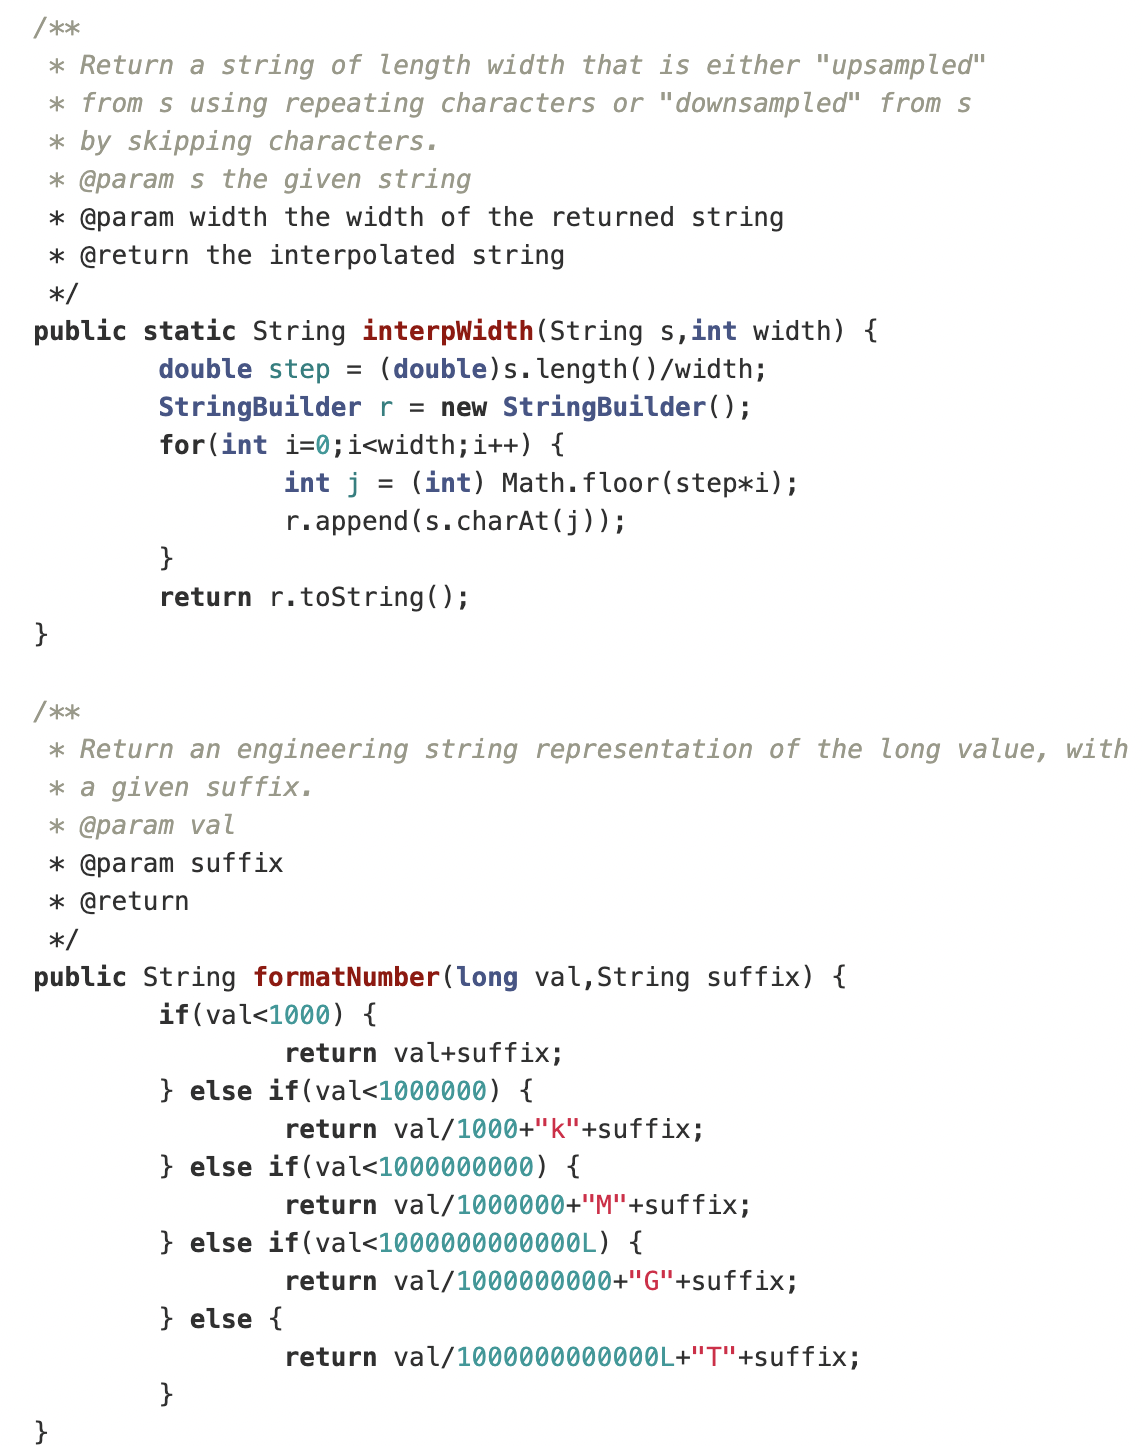 /**
 * Return a string of length width that is either "upsampled"
 * from s using repeating characters or "downsampled" from s
 * by skipping characters.
 * @param s the given string
 * @param width the width of the returned string
 * @return the interpolated string
 */
public static String interpWidth(String s,int width) {
        double step = (double)s.length()/width;
        StringBuilder r = new StringBuilder();
        for(int i=0;i<width;i++) {
                int j = (int) Math.floor(step*i);
                r.append(s.charAt(j));
        }
        return r.toString();
}

/**
 * Return an engineering string representation of the long value, with
 * a given suffix.
 * @param val
 * @param suffix
 * @return
 */
public String formatNumber(long val,String suffix) {
        if(val<1000) {
                return val+suffix;
        } else if(val<1000000) {
                return val/1000+"k"+suffix;
        } else if(val<1000000000) {
                return val/1000000+"M"+suffix;
        } else if(val<1000000000000L) {
                return val/1000000000+"G"+suffix;
        } else {
                return val/1000000000000L+"T"+suffix;
        }
}